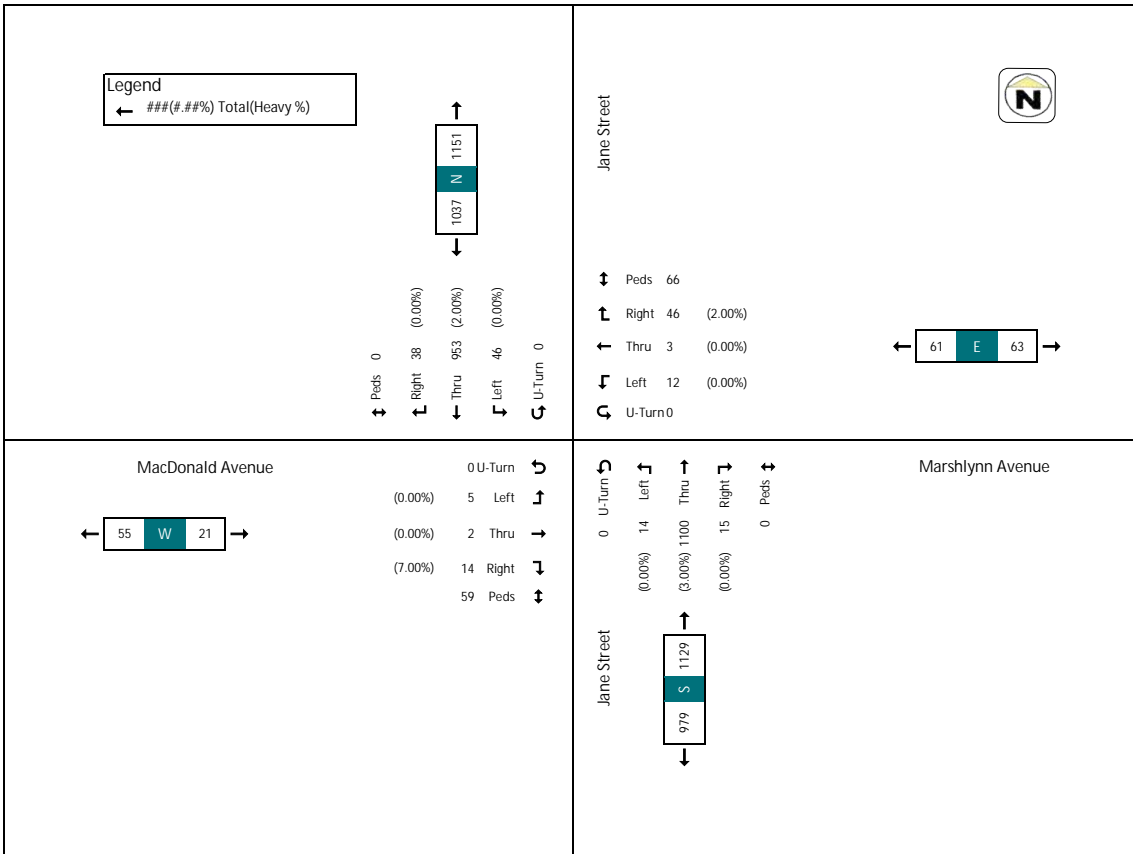 Legend
###(#.##%) Total(Heavy %)
1151
N
1037
Peds 0
Right 38 (0.00%)
Thru 953 (2.00%)
Left 46 (0.00%)
U-Turn 0
Jane Street
N
Peds 66
Right 46 (2.00%)
Thru 3 (0.00%)
Left 12 (0.00%)
U-Turn 0
61 E 63
MacDonald Avenue
0 U-Turn
(0.00%) 5 Left
(0.00%) 2 Thru
(7.00%) 14 Right
59 Peds
55 W 21
0 U-Turn
(0.00%) 14 Left
(3.00%) 1100 Thru
(0.00%) 15 Right
0 Peds
Marshlynn Avenue
Jane Street
1129
S
979